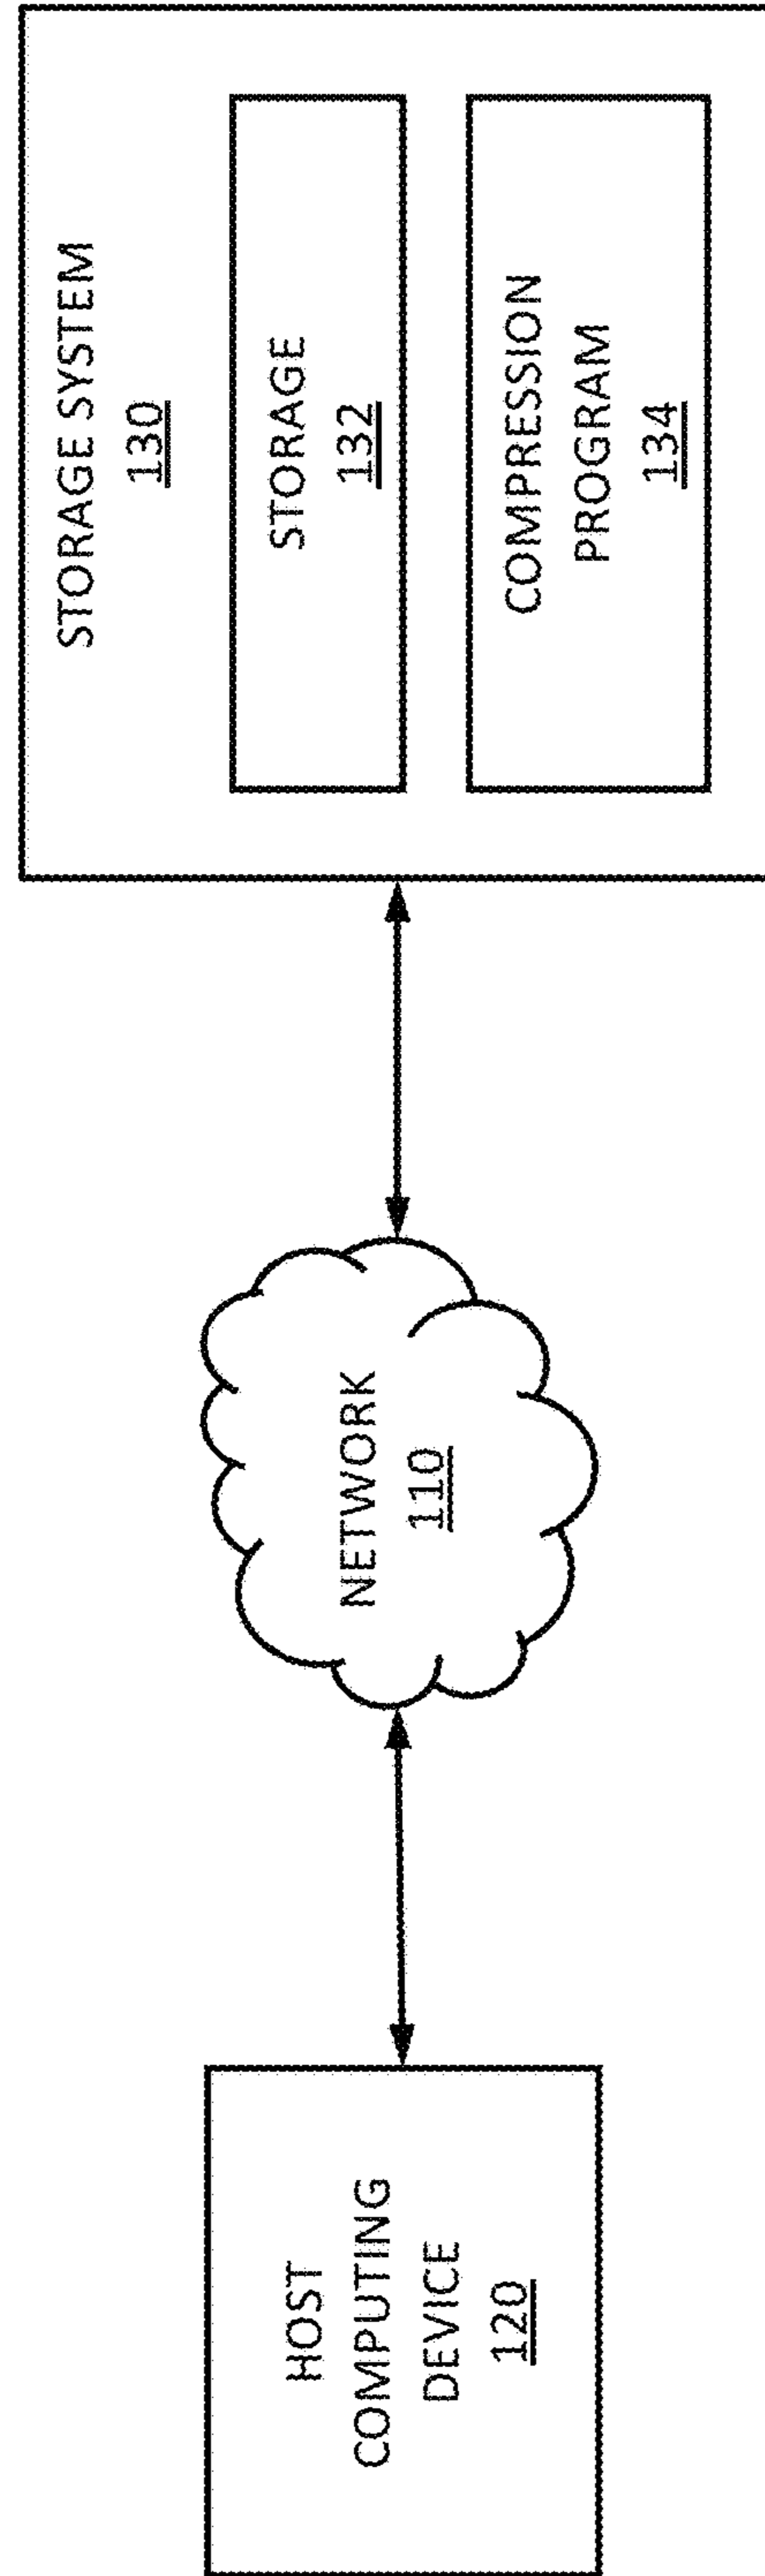 HOST
COMPUTING
DEVICE
120
NETWORK
110
STORAGE SYSTEM
130
STORAGE
132
COMPRESSION
PROGRAM
134